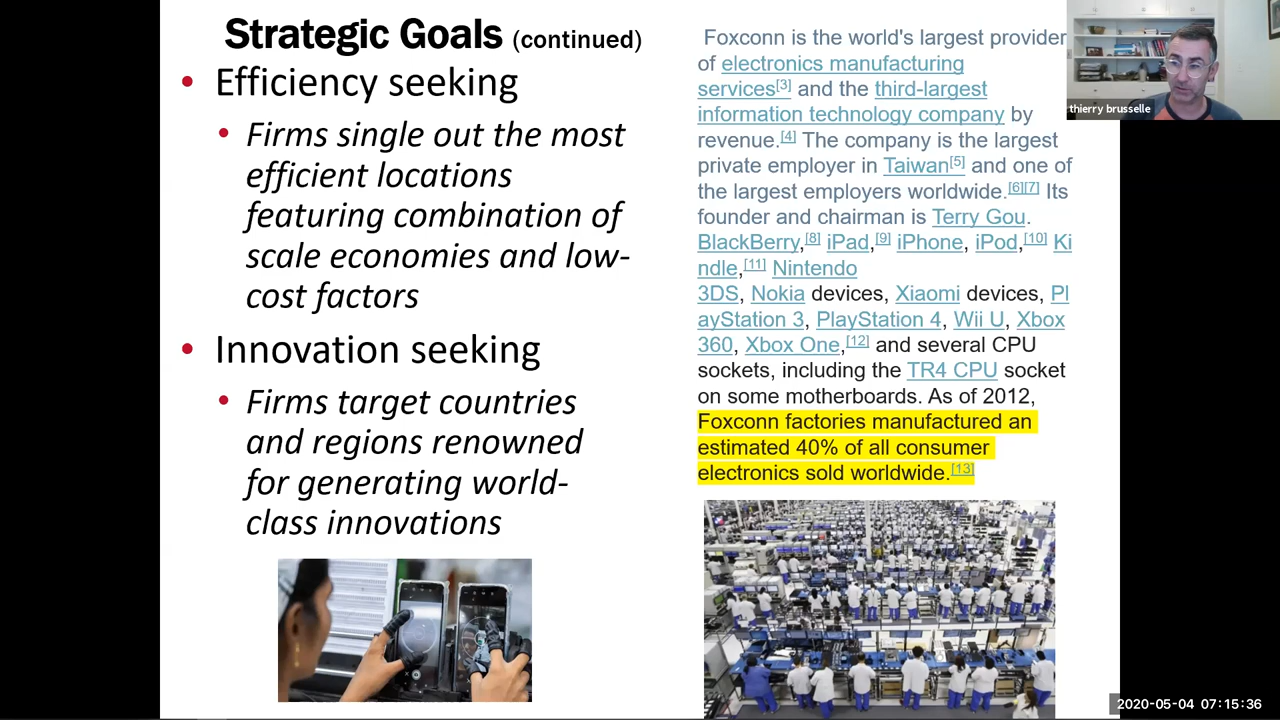 Strategic Goals (continued)
• Efficiency seeking
• Firms single out the most
efficient locations
featuring combination of
scale economies and low-
cost factors
• Innovation seeking
• Firms target countries
and regions renowned
for generating world-
class innovations
Foxconn is the world's largest provider
of electronics manufacturing
services[3] and the third-largest
information technology company by
revenue.[4] The company is the largest
private employer in Taiwan[5] and one of
the largest employers worldwide.[6][7] Its
founder and chairman is Terry Gou.
BlackBerry,[8] iPad,[9] iPhone, iPod,[10] Ki
ndle,[11] Nintendo
3DS, Nokia devices, Xiaomi devices, Pl
ayStation 3, PlayStation 4, Wii U, Xbox
360, Xbox One,[12] and several CPU
sockets, including the TR4 CPU socket
on some motherboards. As of 2012,
Foxconn factories manufactured an
estimated 40% of all consumer
electronics sold worldwide.[13]
thierry brusselle
2020-05-04 07:15:36